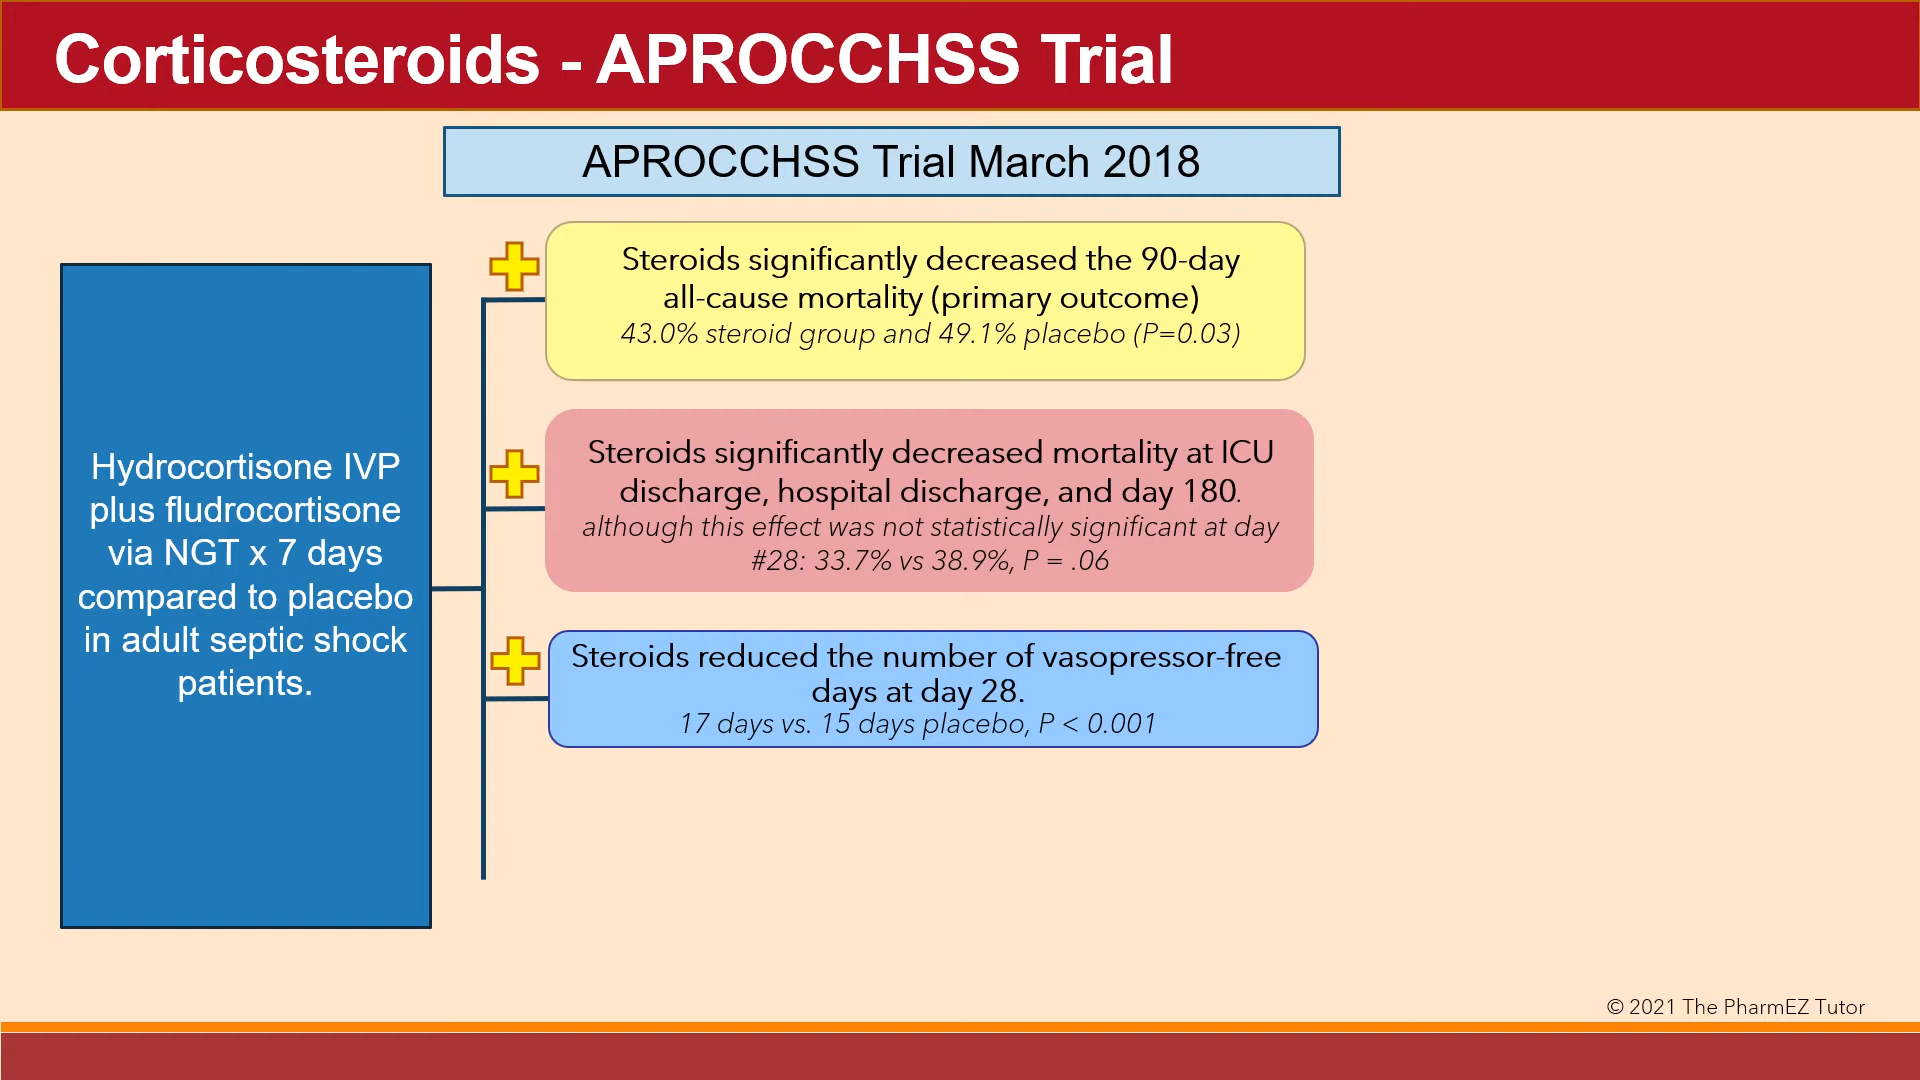 Corticosteroids - APROCCHSS Trial
APROCCHSS Trial March 2018
Hydrocortisone IVP
plus fludrocortisone
via NGT x 7 days
compared to placebo
in adult septic shock
patients.
Steroids significantly decreased the 90-day
all-cause mortality (primary outcome)
43.0% steroid group and 49.1% placebo (P=0.03)
Steroids significantly decreased mortality at ICU
discharge, hospital discharge, and day 180.
although this effect was not statistically significant at day
#28: 33.7% vs 38.9%, P = .06
Steroids reduced the number of vasopressor-free
days at day 28.
17 days vs. 15 days placebo, P < 0.001
© 2021 The PharmEZ Tutor